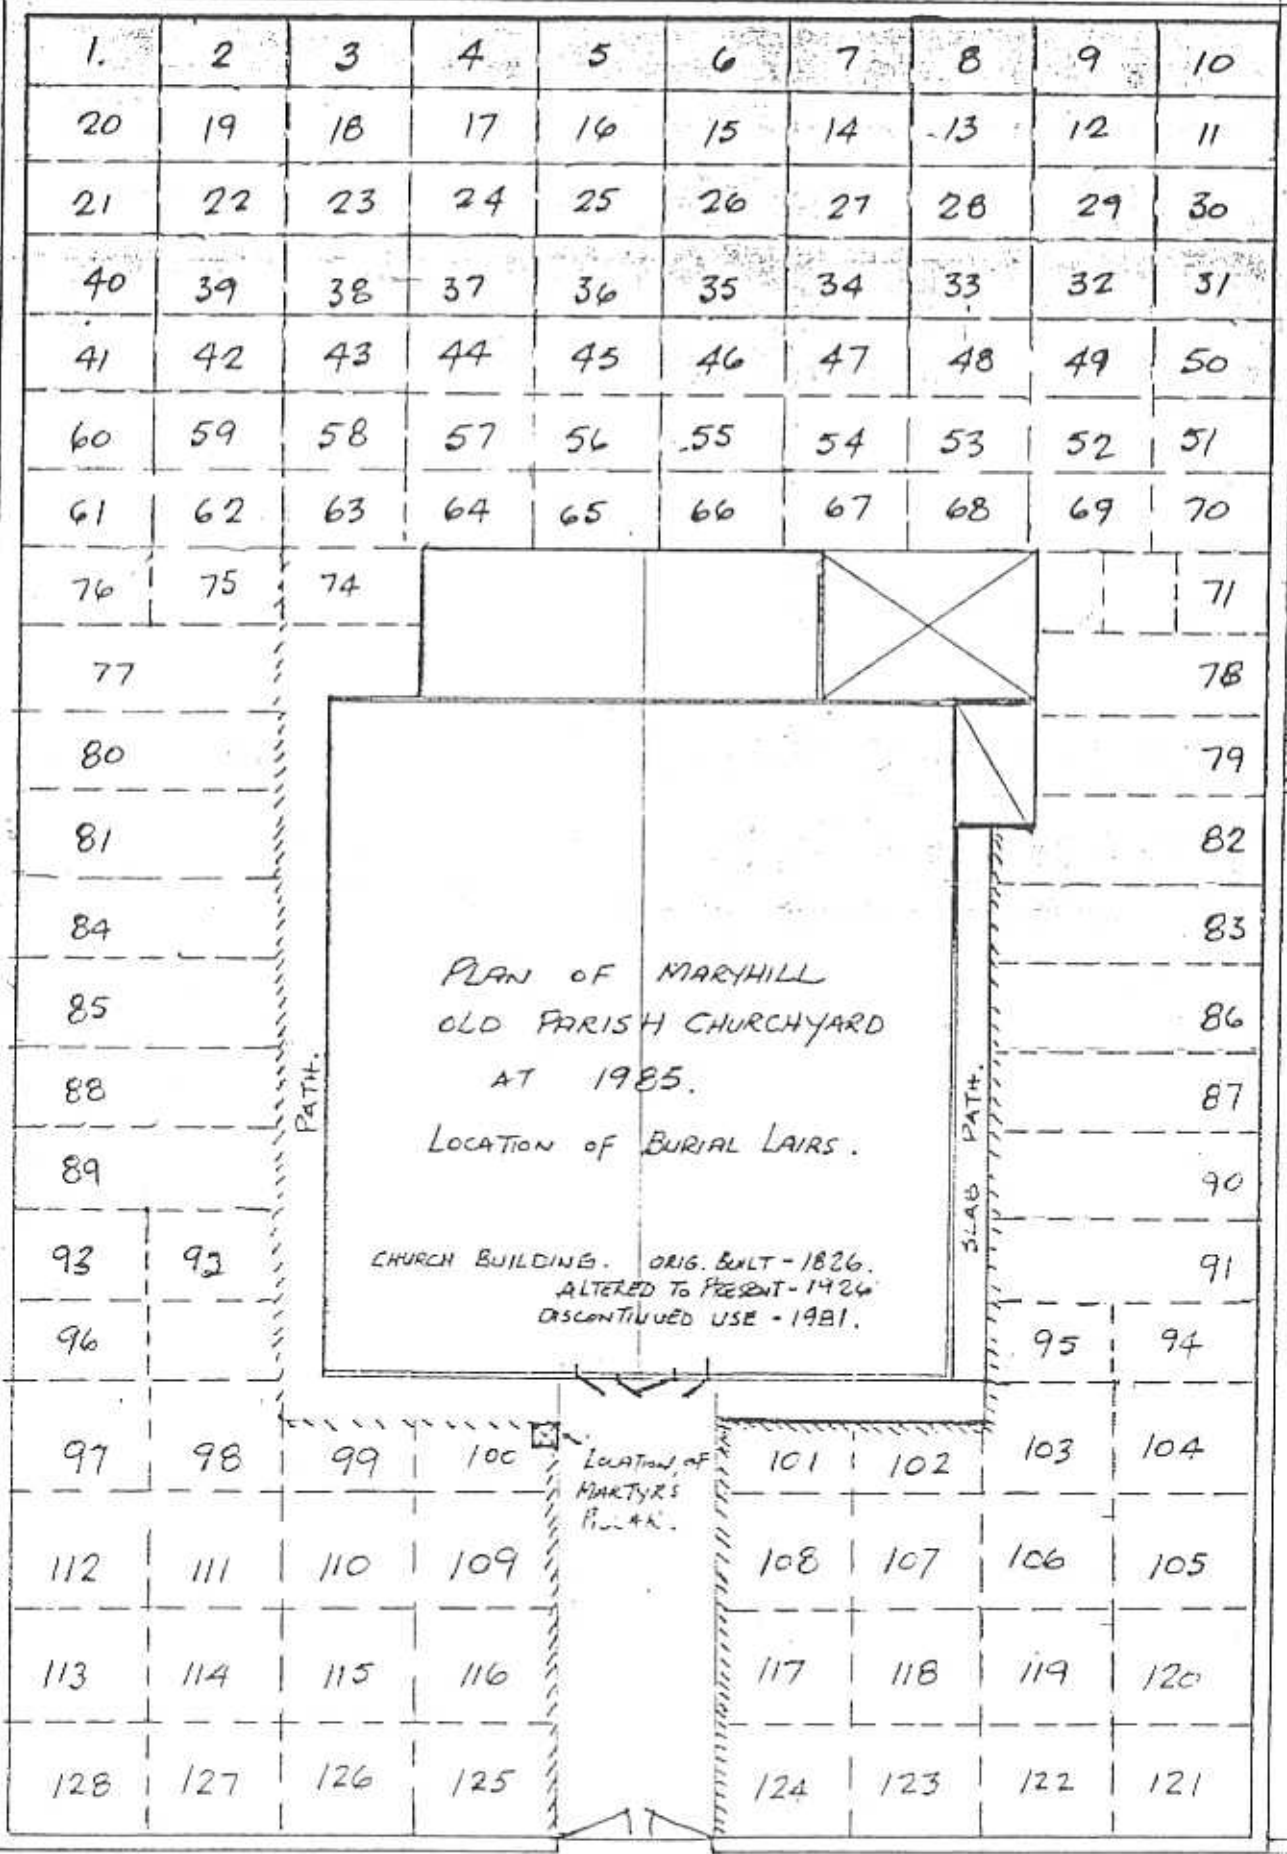 1. 2 3 4 5 6 7 8 9 10
20 19 18 17 16 15 14 13 12 11
21 22 23 24 25 26 27 28 29 30
40 39 38 37 36 35 34 33 32 31
41 42 43 44 45 46 47 48 49 50
60 59 58 57 56 55 54 53 52 51
61 62 63 64 65 66 67 68 69 70
76 75 74 71
77 78
80 79
81 82
84 83
85 86
88 87
89 90
93 92 91
96 95 94
PATH.
PLAN OF MARYHILL
OLD PARISH CHURCHYARD
AT 1985.
LOCATION OF BURIAL LAIRS.
CHURCH BUILDING. ORIG. BUILT - 1826.
ALTERED TO PRESENT - 1926
DISCONTINUED USE - 1981.
SLAB PATH.
97 98 99 100 101 102 103 104
LOCATION OF
MARTYRS
112 111 110 109 108 107 106 105
113 114 115 116 117 118 119 120
128 127 126 125 124 123 122 121